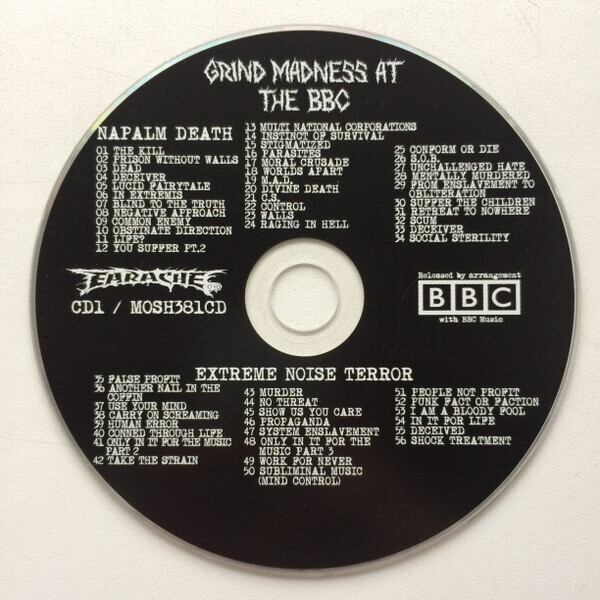 GRIND MADNESS AT
THE BBC
NAPALM DEATH
01 THE KILL
02 PRISON WITHOUT WALLS
03 DEAD
04 DECEIVER
05 LUCID FAIRYTALE
06 IN EXTREMIS
07 BLIND TO THE TRUTH
08 NEGATIVE APPROACH
09 COMMON ENEMY
10 OBSTINATE DIRECTION
11 LIFE?
12 YOU SUFFER PT.2
13 MULTI NATIONAL CORPORATIONS
14 INSTINCT OF SURVIVAL
15 STIGMATIZED
16 PARASITES
17 MORAL CRUSADE
18 WORLDS APART
19 M.A.D.
20 DIVINE DEATH
21 C.S.
22 CONTROL
23 WALLS
24 RAGING IN HELL
25 CONFORM OR DIE
26 S.O.B.
27 UNCHALLENGED HATE
28 MENTALLY MURDERED
29 FROM ENSLAVEMENT TO
OBLITERATION
30 SUFFER THE CHILDREN
31 RETREAT TO NOWHERE
32 SCUM
33 DECEIVER
34 SOCIAL STERILITY
EARACHE
CD1 / MOSH381CD
Released by arrangement
BBC
with BBC Music
EXTREME NOISE TERROR
35 FALSE PROFIT
36 ANOTHER NAIL IN THE
COFFIN
37 USE YOUR MIND
38 CARRY ON SCREAMING
39 HUMAN ERROR
40 CONNED THROUGH LIFE
41 ONLY IN IT FOR THE MUSIC
PART 2
42 TAKE THE STRAIN
43 MURDER
44 NO THREAT
45 SHOW US YOU CARE
46 PROPAGANDA
47 SYSTEM ENSLAVEMENT
48 ONLY IN IT FOR THE
MUSIC PART 3
49 WORK FOR NEVER
50 SUBLIMINAL MUSIC
(MIND CONTROL)
51 PEOPLE NOT PROFIT
52 PUNK FACT OR FACTION
53 I AM A BLOODY FOOL
54 IN IT FOR LIFE
55 DECEIVED
56 SHOCK TREATMENT